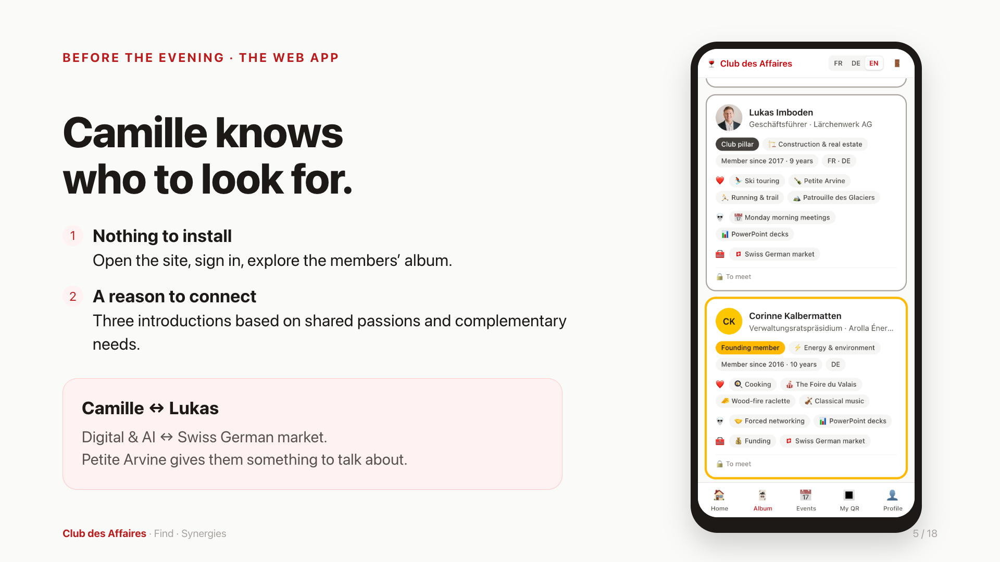 BEFORE THE EVENING · THE WEB APP
Camille knows
who to look for.
1 Nothing to install
Open the site, sign in, explore the members’ album.
2 A reason to connect
Three introductions based on shared passions and complementary
needs.
Camille ↔ Lukas
Digital & AI ↔ Swiss German market.
Petite Arvine gives them something to talk about.
Club des Affaires · Find · Synergies
Club des Affaires FR DE EN
Lukas Imboden
Geschäftsführer · Lärchenwerk AG
Club pillar Construction & real estate
Member since 2017 · 9 years FR · DE
Ski touring Petite Arvine
Running & trail Patrouille des Glaciers
Monday morning meetings
PowerPoint decks
Swiss German market
To meet
CK Corinne Kalbermatten
Verwaltungsratspräsidium · Arolla Éner...
Founding member Energy & environment
Member since 2016 · 10 years DE
Cooking The Foire du Valais
Wood-fire raclette Classical music
Forced networking PowerPoint decks
Funding Swiss German market
To meet
Home Album Events My QR Profile
5 / 18